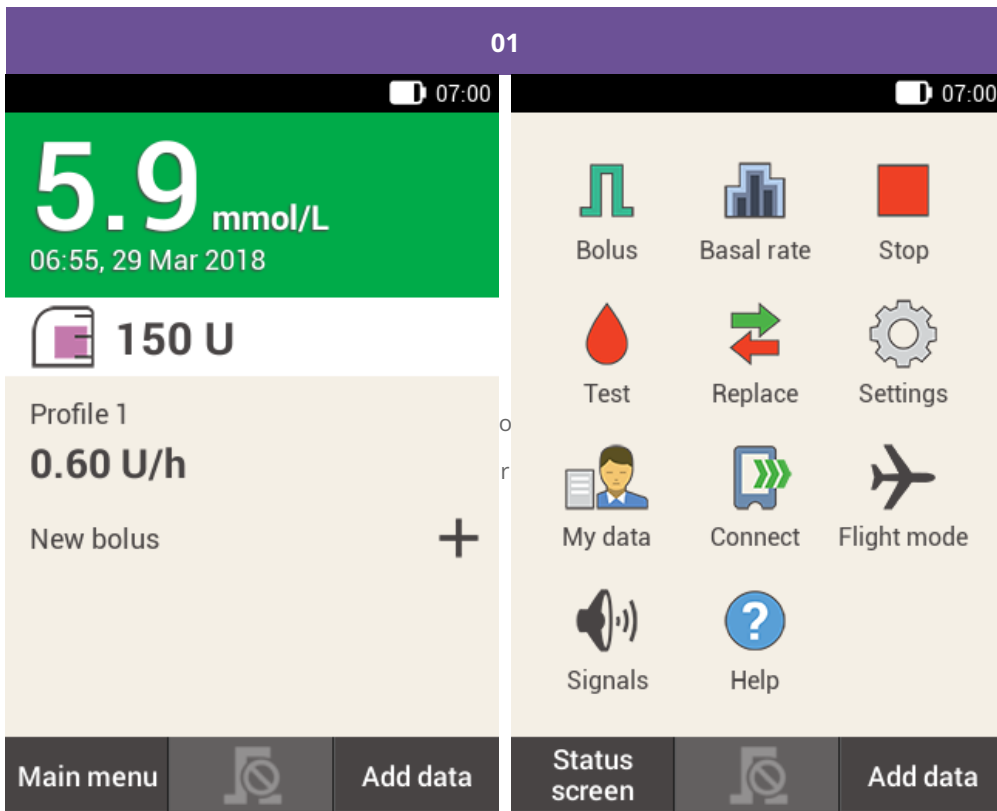 01
07:00
5.9 mmol/L
06:55, 29 Mar 2018
150 U
Profile 1
0.60 U/h
New bolus
Main menu
Add data
o
r
07:00
Bolus Basal rate Stop
Test Replace Settings
My data Connect Flight mode
Signals Help
?
Status
screen
Add data